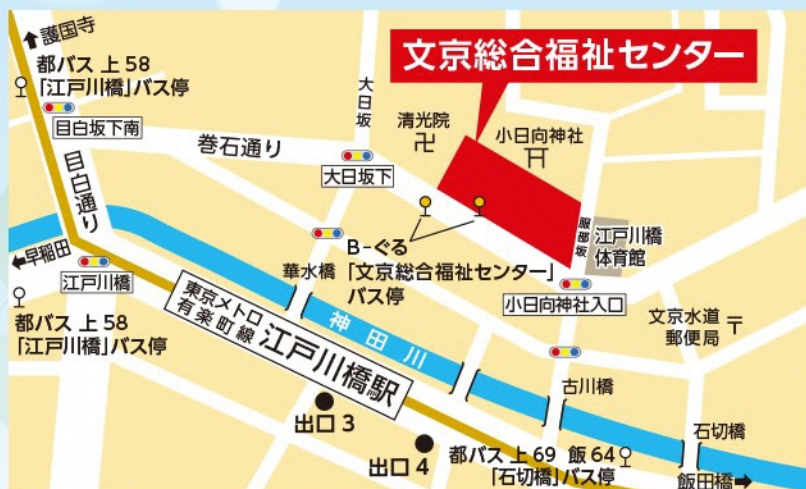 護国寺
都バス 上 58
「江戸川橋」バス停
目白坂下南
目白通り
巻石通り
大日坂
大日坂下
清光院
卍
小日向神社
文京総合福祉センター
服部坂
江戸川橋
体育館
早稲田
江戸川橋
華水橋
B-ぐる
「文京総合福祉センター」
バス停
小日向神社入口
文京水道
郵便局
〒
都バス 上 58
「江戸川橋」バス停
東京メトロ
有楽町線
江戸川橋駅
神田川
古川橋
石切橋
出口 3
出口 4
都バス 上 69 飯 64
「石切橋」バス停
飯田橋